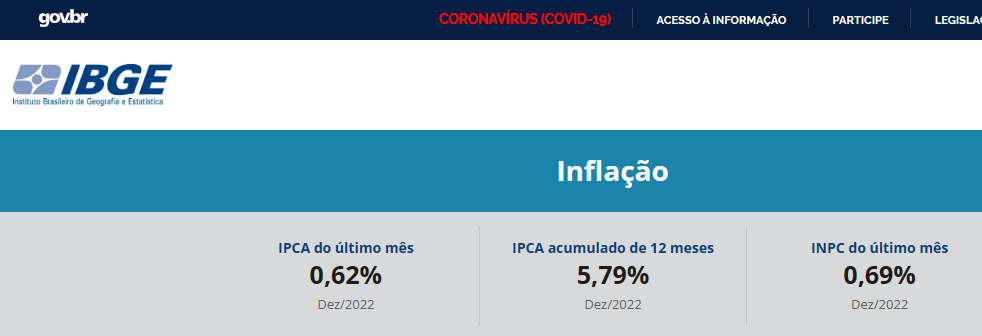 gov.br
CORONAVÍRUS (COVID-19)
ACESSO À INFORMAÇÃO
PARTICIPE
LEGISLA
IBGE
Instituto Brasileiro de Geografia e Estatística
Inflação
IPCA do último mês
0,62%
Dez/2022
IPCA acumulado de 12 meses
5,79%
Dez/2022
INPC do último mês
0,69%
Dez/2022